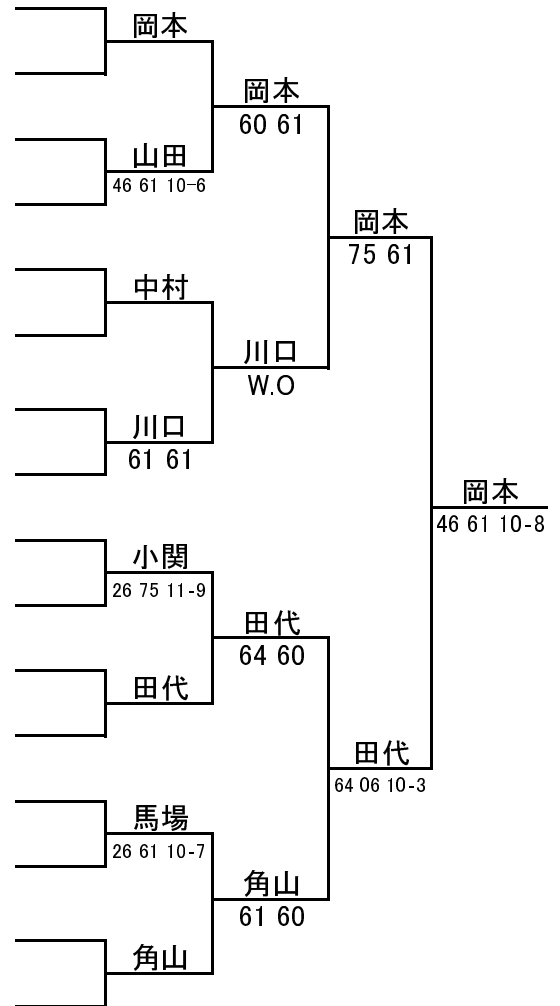 岡本
岡本
60 61
山田
46 61 10-6
岡本
75 61
中村
川口
W.O
川口
61 61
岡本
46 61 10-8
小関
26 75 11-9
田代
64 60
田代
田代
64 06 10-3
馬場
26 61 10-7
角山
61 60
角山